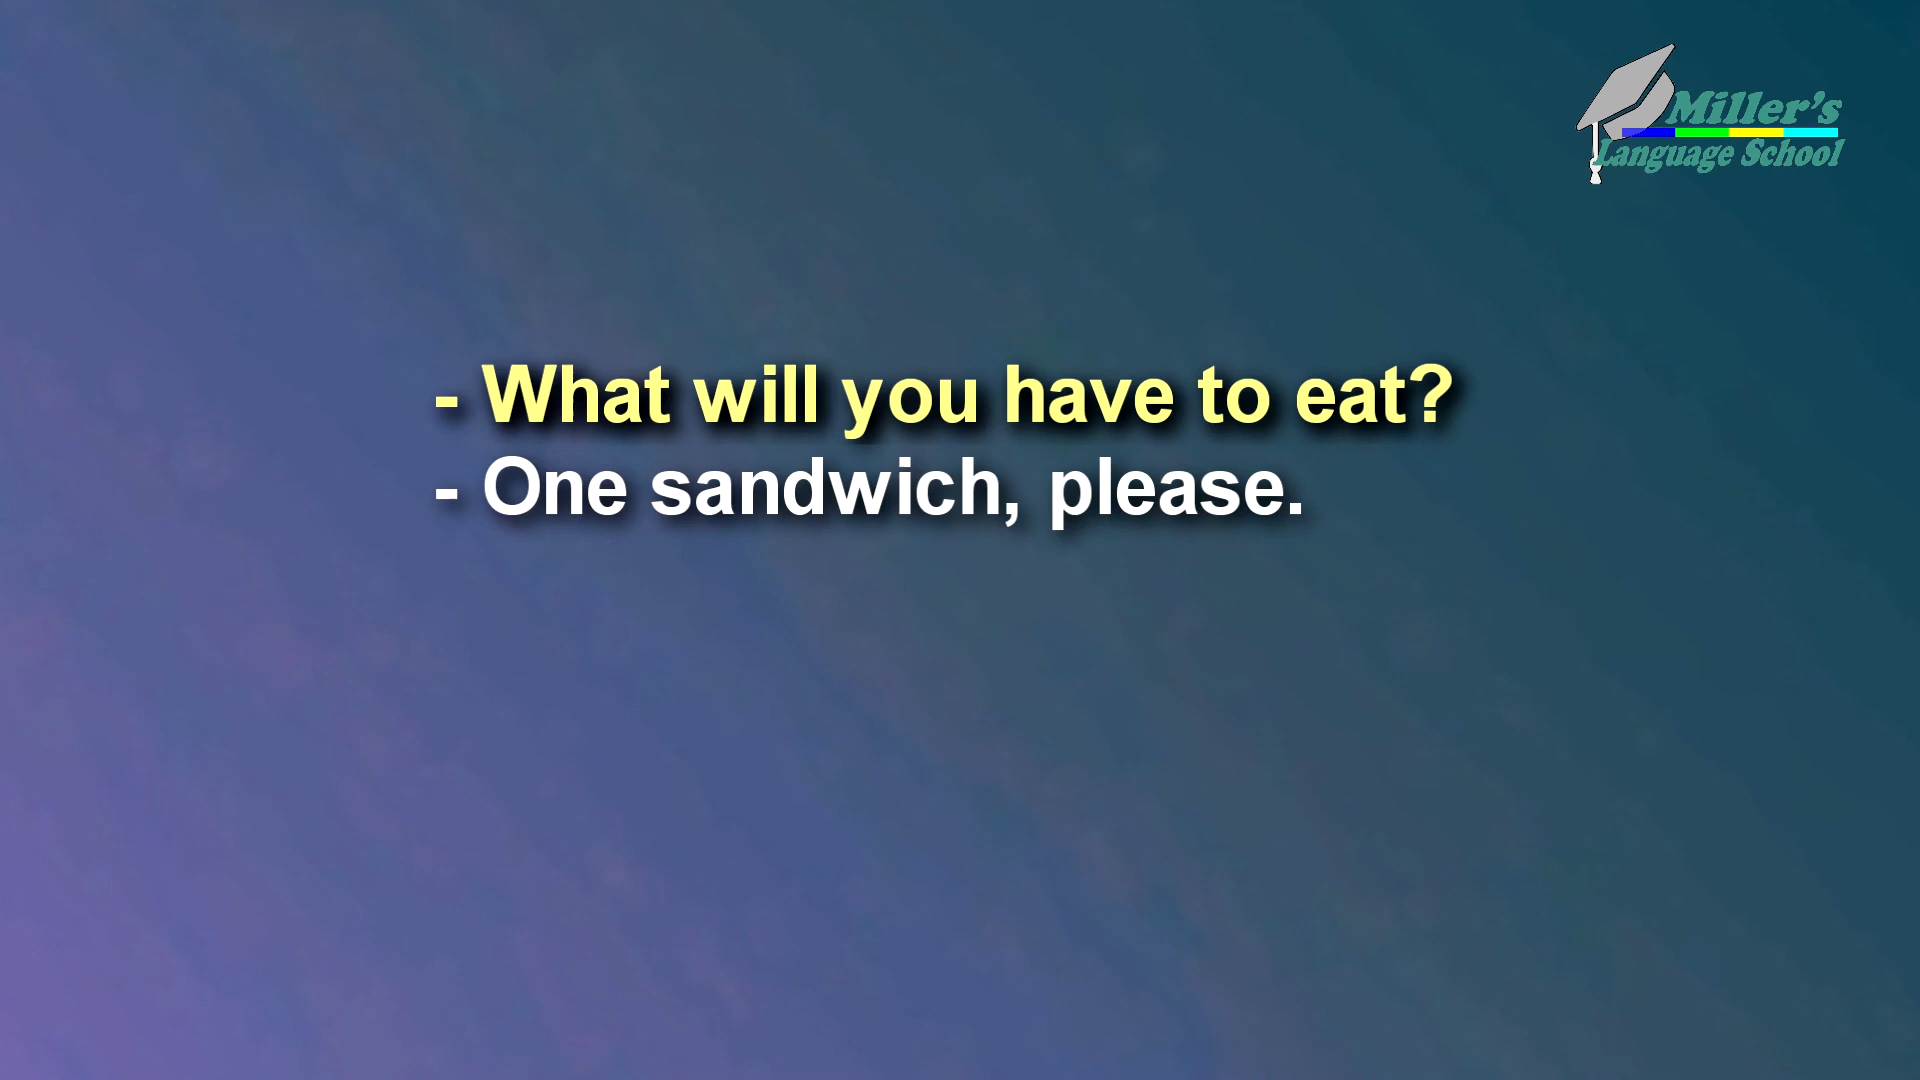 Miller's
Language School
- What will you have to eat?
- One sandwich, please.